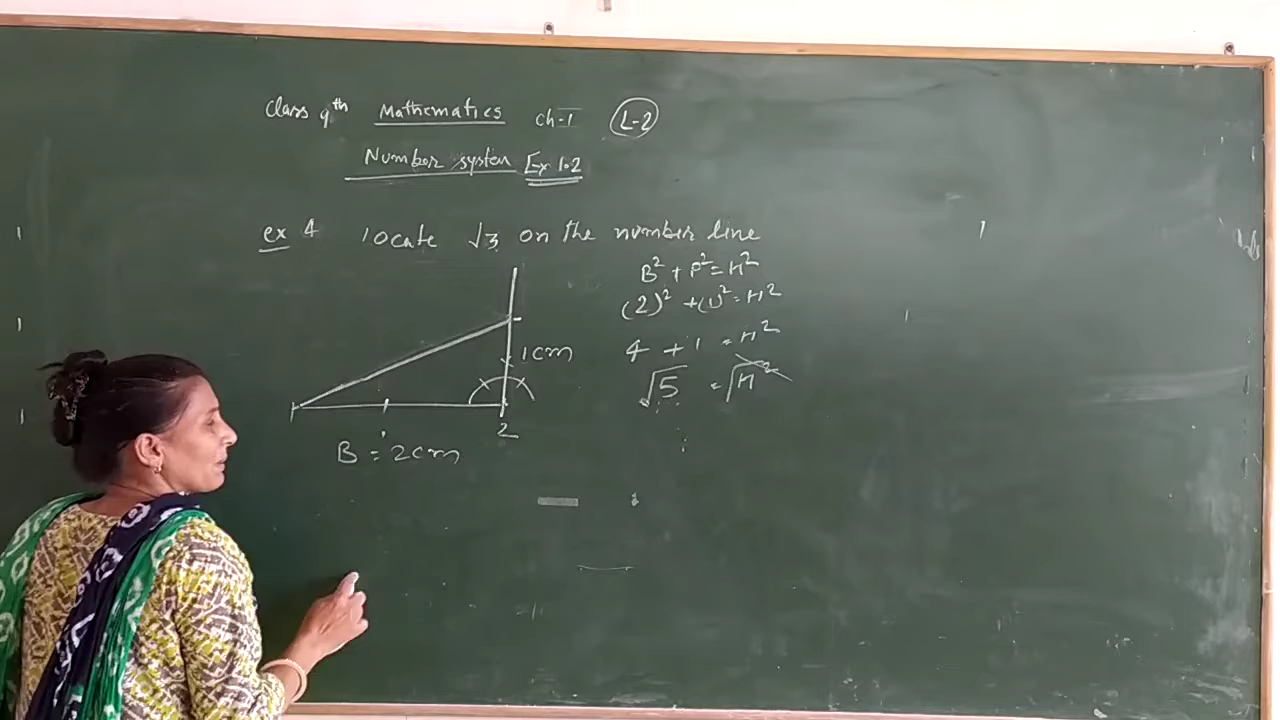 Class 9th Mathematics ch-I L-2
Number system Ex 1.2
ex 4 locate √3 on the number line
B² + P² = H²
(2)² + (1)² = H²
1cm
4 + 1 = H²
√5 = √H²
2
B = 2cm